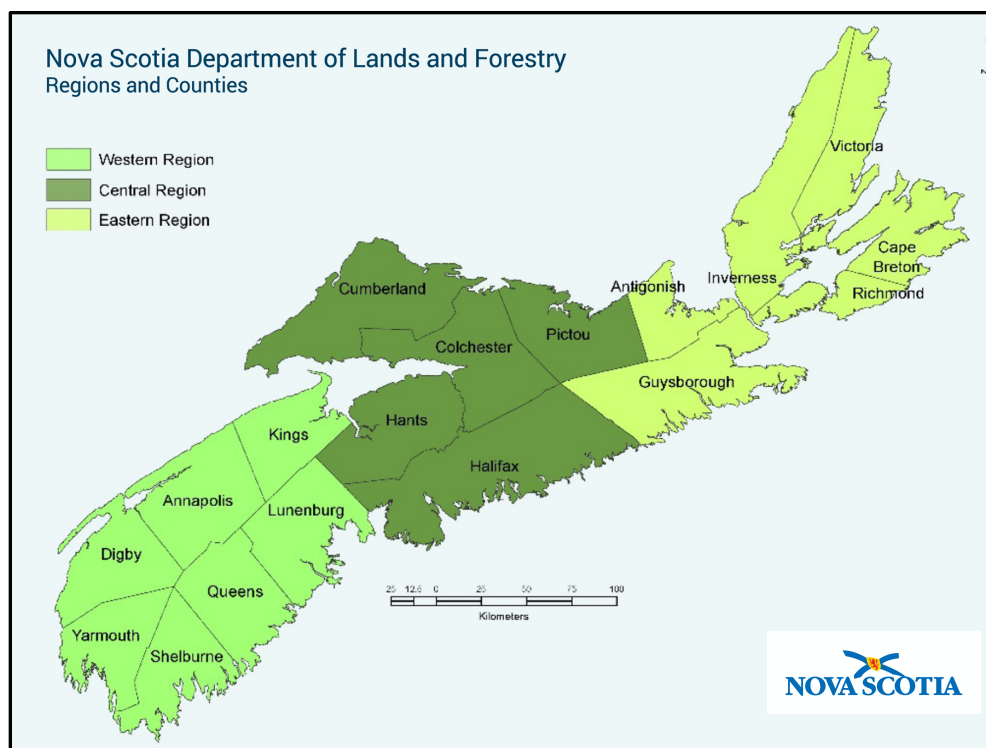 Nova Scotia Department of Lands and Forestry
Regions and Counties
Western Region
Central Region
Eastern Region
Victoria
Cape
Breton
Inverness
Richmond
Antigonish
Cumberland
Pictou
Colchester
Guysborough
Hants
Kings
Halifax
Annapolis
Lunenburg
Digby
Queens
Yarmouth
Shelburne
25 12.5 0 25 50 75 100
Kilometers
NOVA SCOTIA